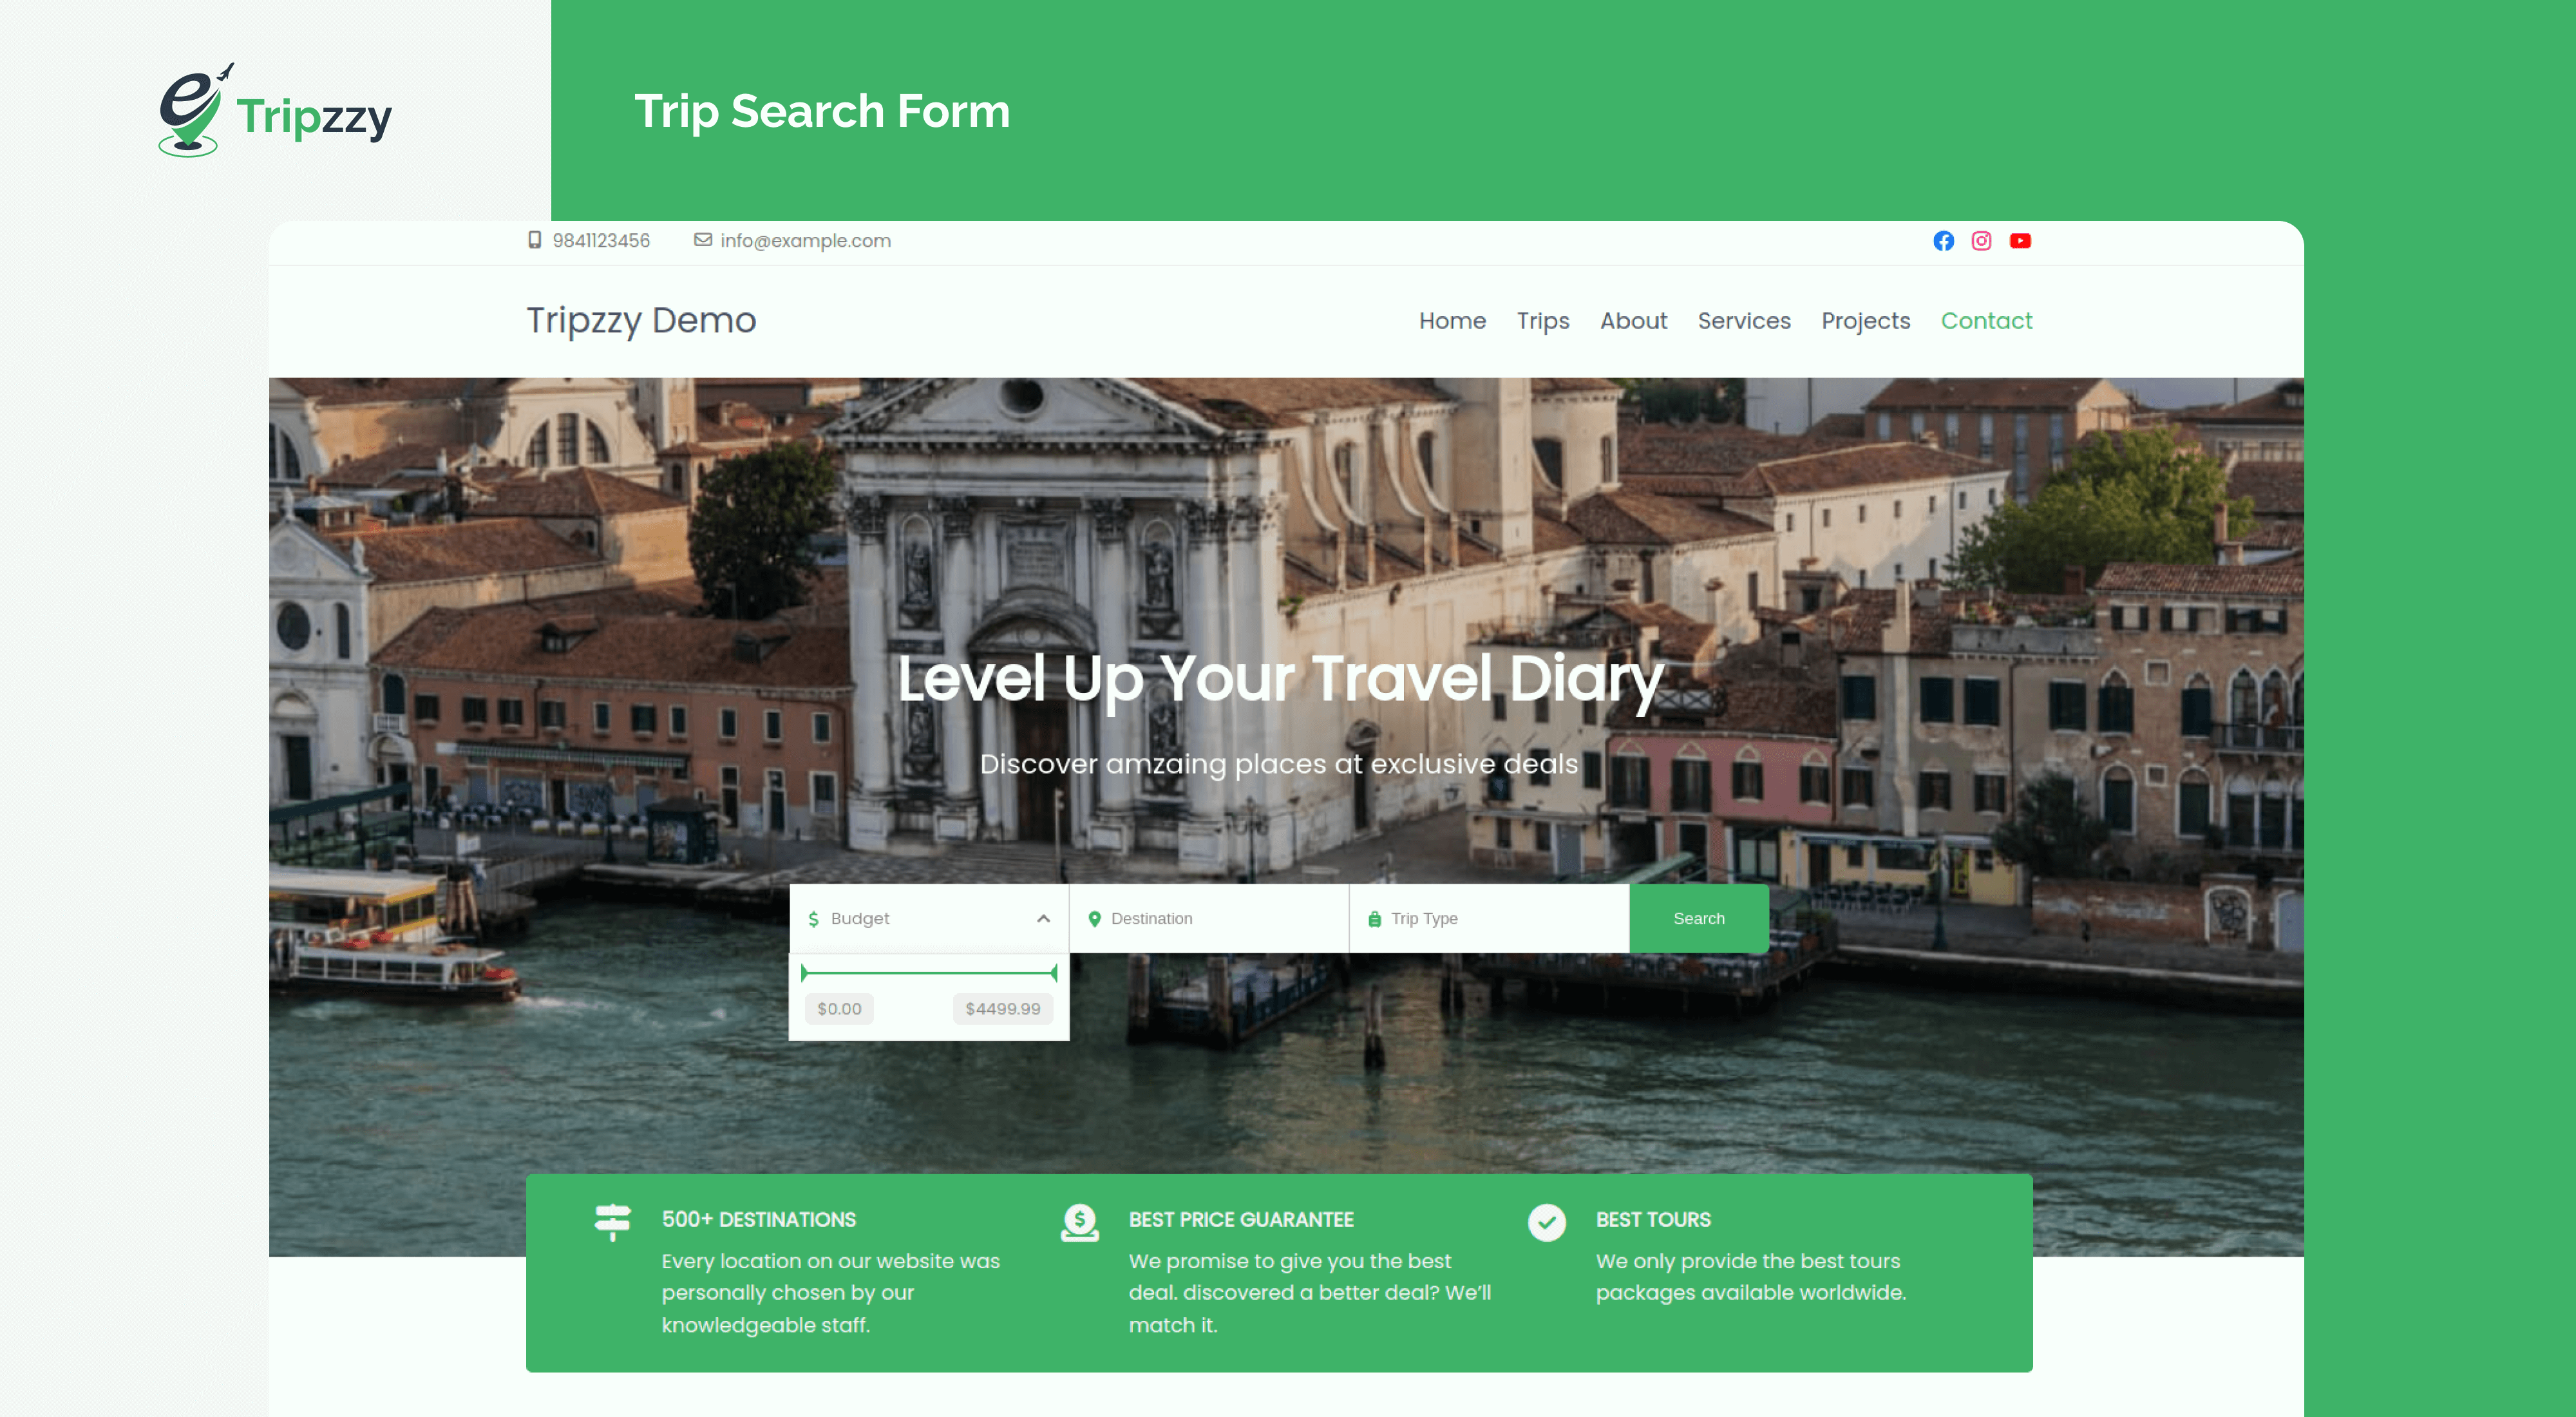 Tripzzy
Trip Search Form
9841123456
info@example.com
Tripzzy Demo
Home
Trips
About
Services
Projects
Contact
Level Up Your Travel Diary
Discover amzaing places at exclusive deals
Budget
Destination
Trip Type
Search
$0.00
$4499.99
500+ DESTINATIONS
Every location on our website was
personally chosen by our
knowledgeable staff.
BEST PRICE GUARANTEE
We promise to give you the best
deal. discovered a better deal? We’ll
match it.
BEST TOURS
We only provide the best tours
packages available worldwide.